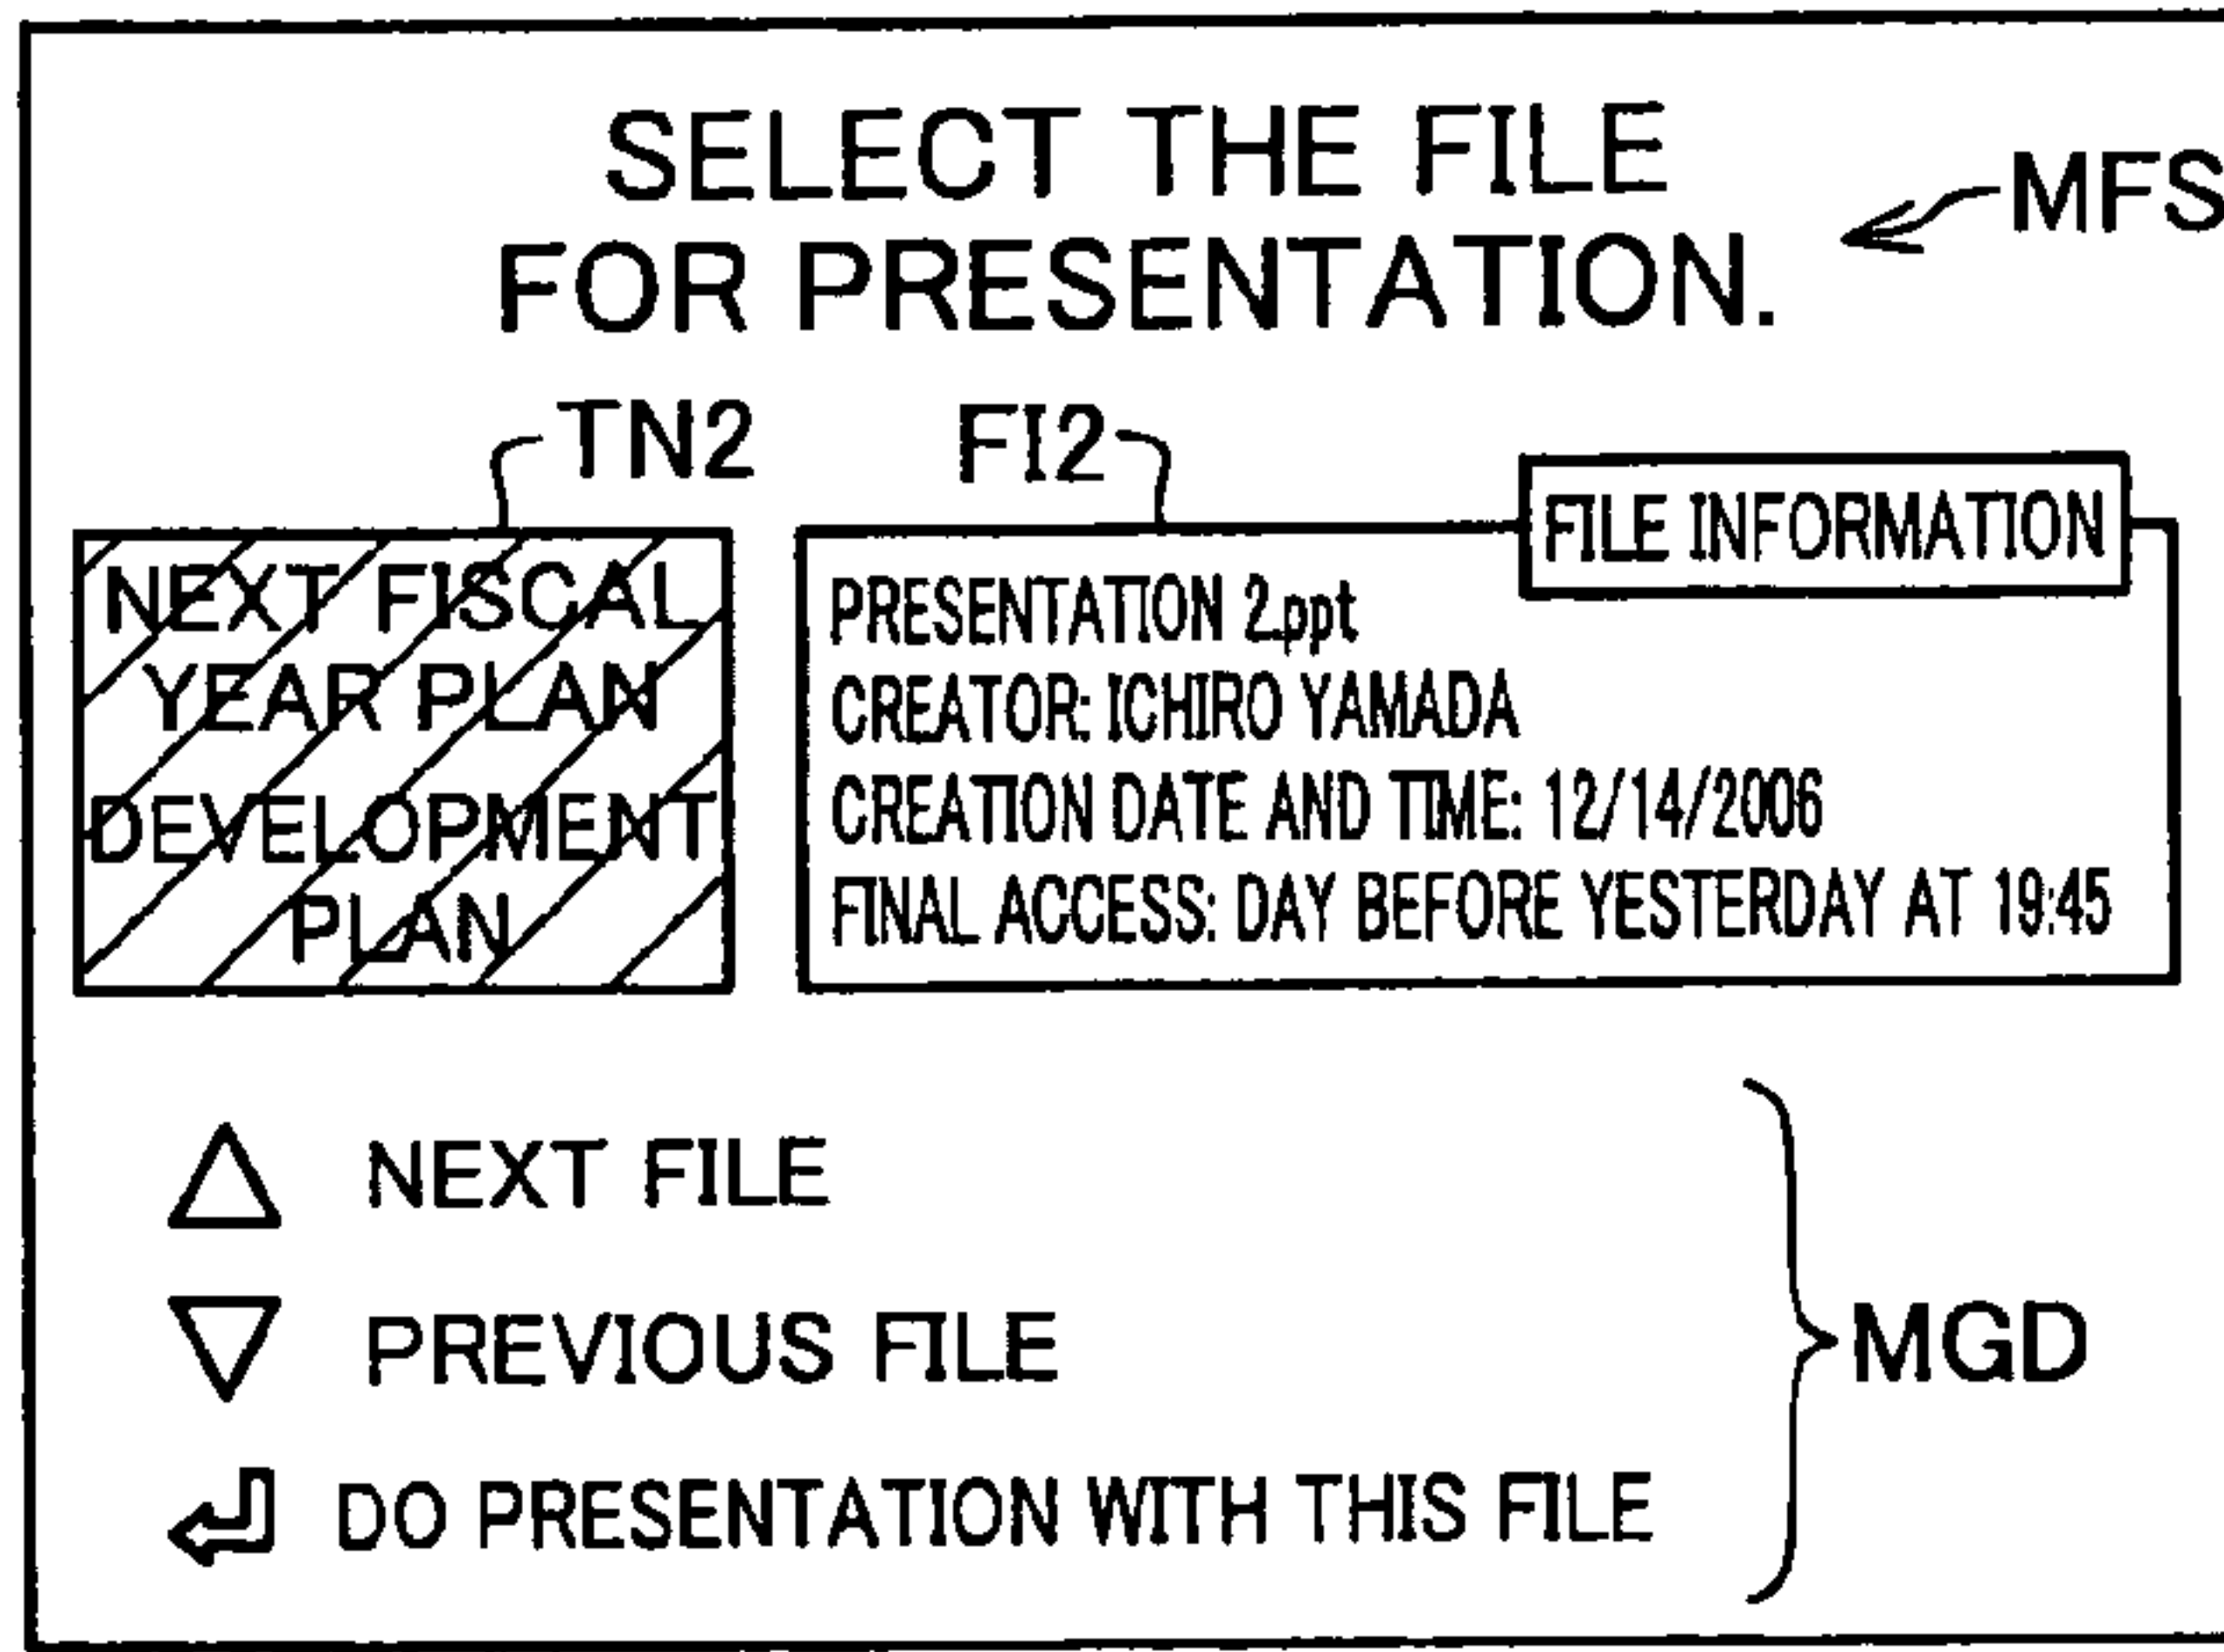 SELECT THE FILE
FOR PRESENTATION.
MFS
TN2
FI2
FILE INFORMATION
NEXT FISCAL
YEAR PLAN
DEVELOPMENT
PLAN
PRESENTATION 2.ppt
CREATOR: ICHIRO YAMADA
CREATION DATE AND TIME: 12/14/2006
FINAL ACCESS: DAY BEFORE YESTERDAY AT 19:45
NEXT FILE
PREVIOUS FILE
DO PRESENTATION WITH THIS FILE
MGD